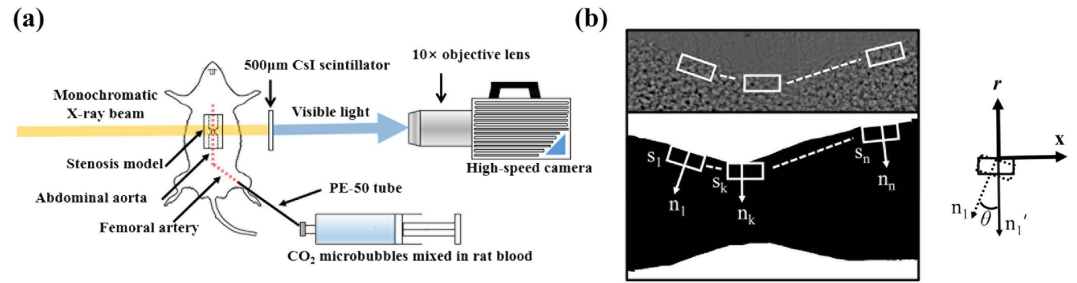 (a)
500μm CsI scintillator
10× objective lens
Monochromatic
X-ray beam
Visible light
Stenosis model
High-speed camera
Abdominal aorta
PE-50 tube
Femoral artery
CO₂ microbubbles mixed in rat blood
(b)
S₁
Sₖ
Sₙ
n₁
nₖ
nₙ
r
x
n₁
θ
n₁'